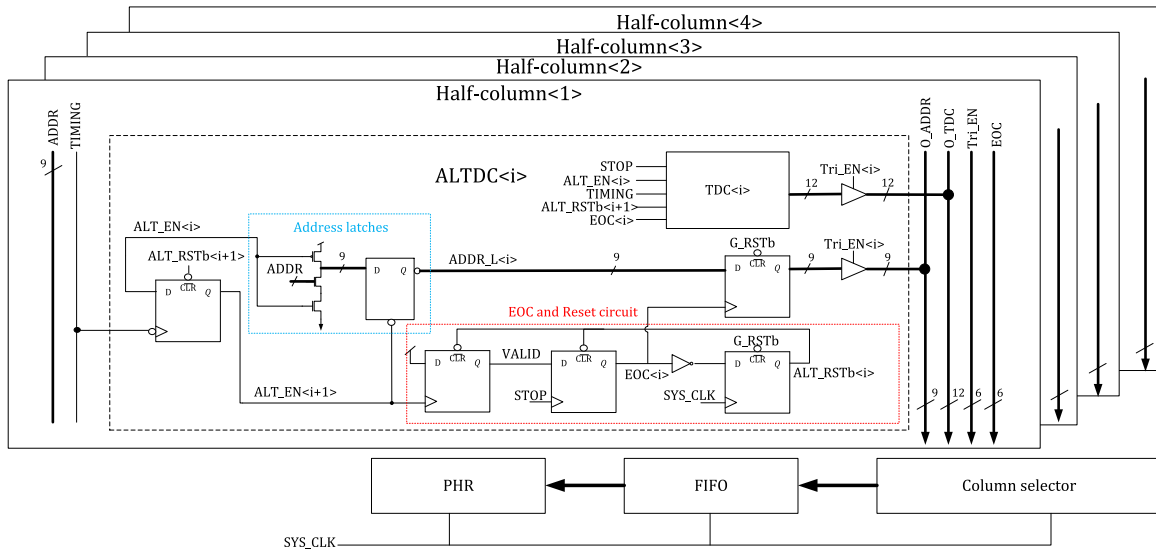 Half-column<4>
Half-column<3>
Half-column<2>
Half-column<1>
ADDR
TIMING
9
O_ADDR
O_TDC
Tri_EN
EOC
ALTDC<i>
STOP
ALT_EN<i>
TIMING
ALT_RSTb<i+1>
EOC<i>
TDC<i>
12
Tri_EN<i>
12
ALT_EN<i>
Address latches
ALT_RSTb<i+1>
D CLR Q
ADDR
9
D Q
ADDR_L<i>
9
G_RSTb
D CLR Q
9
Tri_EN<i>
9
EOC and Reset circuit
D CLR Q
VALID
D CLR Q
STOP
EOC<i>
G_RSTb
D CLR Q
SYS_CLK
ALT_RSTb<i>
ALT_EN<i+1>
9
12
6
6
PHR
FIFO
Column selector
SYS_CLK